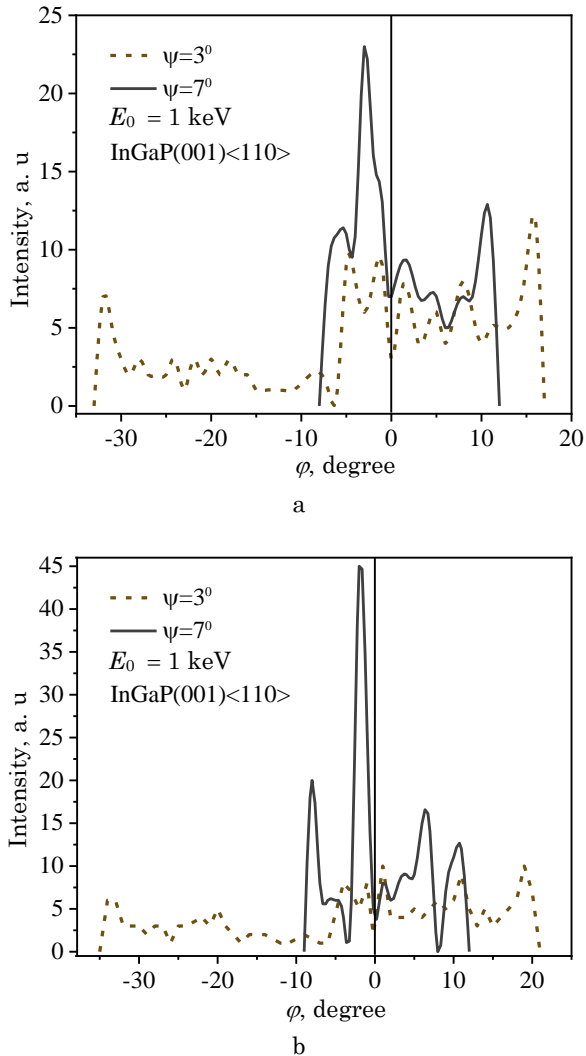 25
20
15
10
5
0
Intensity, a. u
ψ=3⁰
ψ=7⁰
E₀ = 1 keV
InGaP(001)<110>
-30 -20 -10 0 10 20
φ, degree
a
45
40
35
30
25
20
15
10
5
0
Intensity, a. u
ψ=3⁰
ψ=7⁰
E₀ = 1 keV
InGaP(001)<110>
-30 -20 -10 0 10 20
φ, degree
b